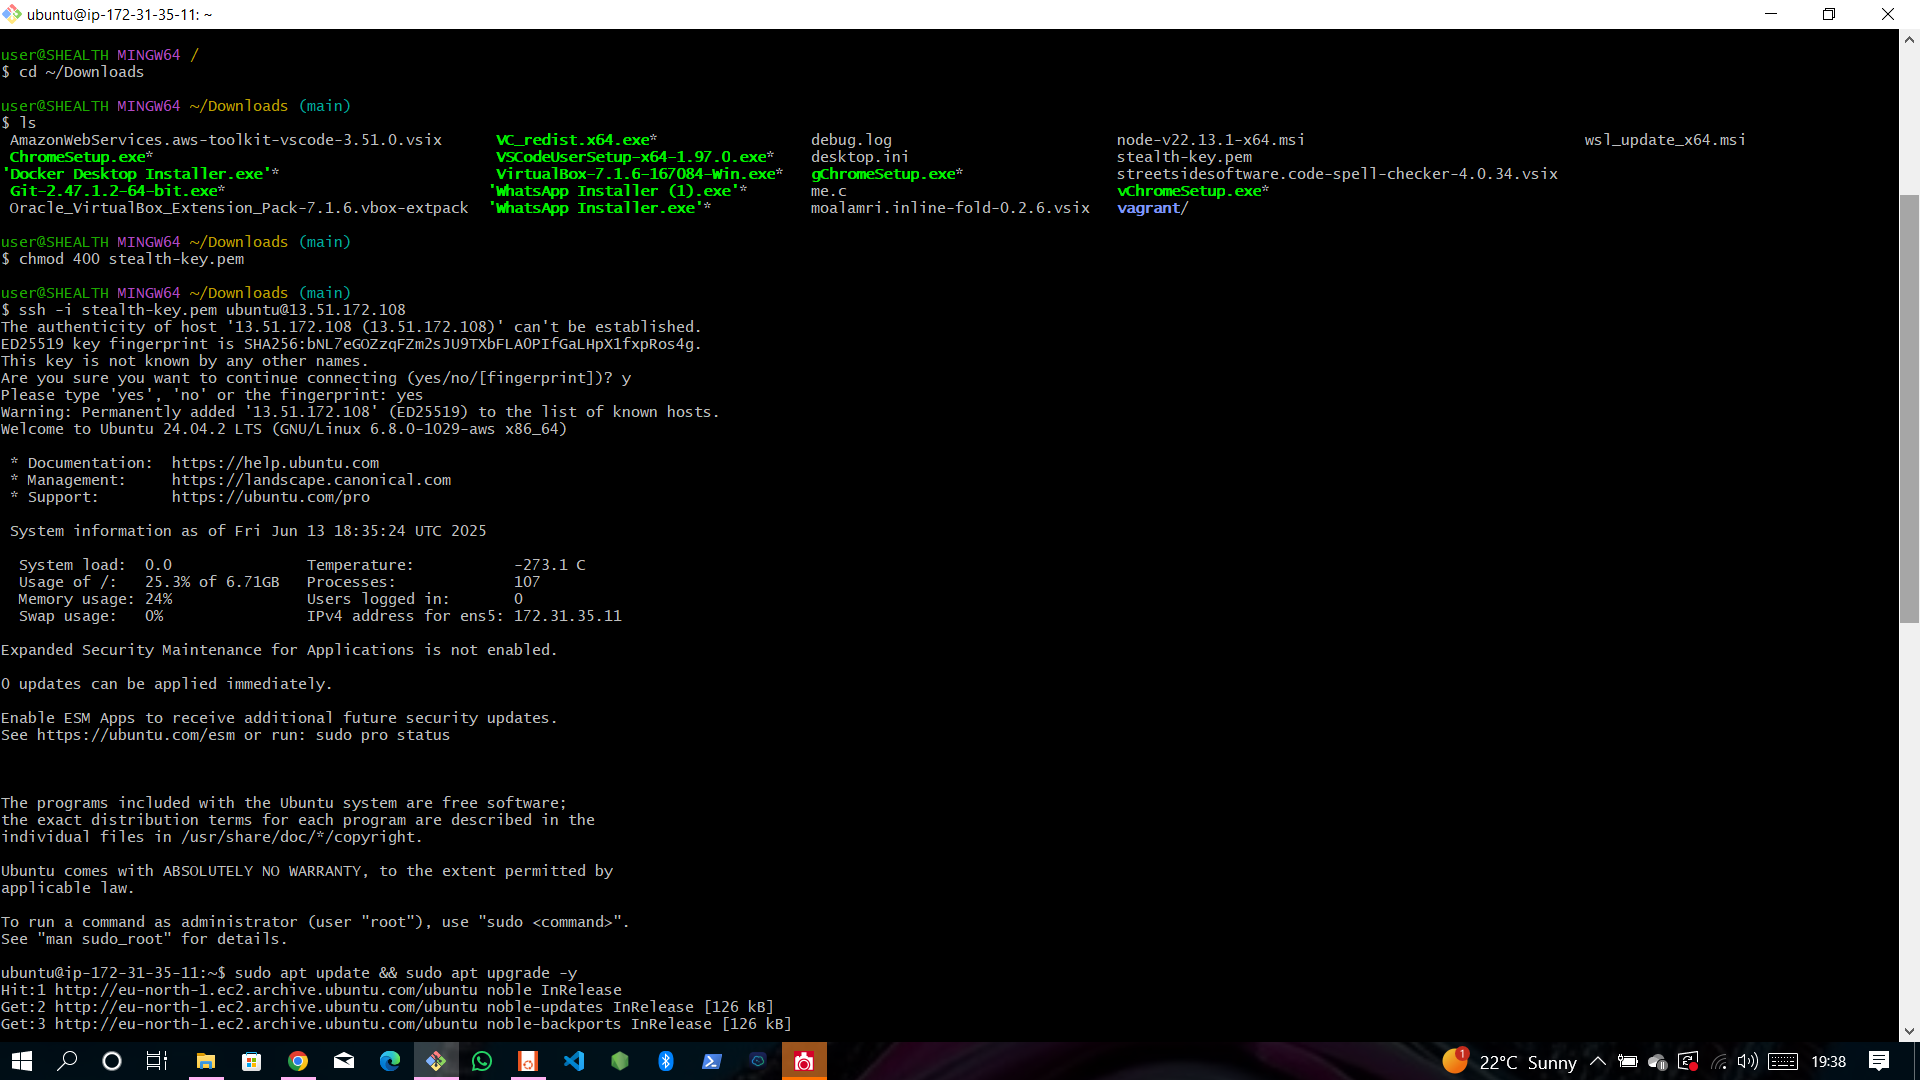 ubuntu@ip-172-31-35-11: ~
user@SHEALTH MINGW64 /
$ cd ~/Downloads
user@SHEALTH MINGW64 ~/Downloads (main)
$ ls
AmazonWebServices.aws-toolkit-vscode-3.51.0.vsix VC_redist.x64.exe* debug.log node-v22.13.1-x64.msi wsl_update_x64.msi
ChromeSetup.exe* VSCodeUserSetup-x64-1.97.0.exe* desktop.ini stealth-key.pem
'Docker Desktop Installer.exe'* VirtualBox-7.1.6-167084-Win.exe* gChromeSetup.exe* streetsidesoftware.code-spell-checker-4.0.34.vsix
Git-2.47.1.2-64-bit.exe* 'WhatsApp Installer (1).exe'* me.c vChromeSetup.exe*
Oracle_VirtualBox_Extension_Pack-7.1.6.vbox-extpack 'WhatsApp Installer.exe'* moalamri.inline-fold-0.2.6.vsix vagrant/
user@SHEALTH MINGW64 ~/Downloads (main)
$ chmod 400 stealth-key.pem
user@SHEALTH MINGW64 ~/Downloads (main)
$ ssh -i stealth-key.pem ubuntu@13.51.172.108
The authenticity of host '13.51.172.108 (13.51.172.108)' can't be established.
ED25519 key fingerprint is SHA256:bNL7eGOZzqFZm2sJU9TXbFLAOPIfGaLHpX1fxpRos4g.
This key is not known by any other names.
Are you sure you want to continue connecting (yes/no/[fingerprint])? y
Please type 'yes', 'no' or the fingerprint: yes
Warning: Permanently added '13.51.172.108' (ED25519) to the list of known hosts.
Welcome to Ubuntu 24.04.2 LTS (GNU/Linux 6.8.0-1029-aws x86_64)
* Documentation: https://help.ubuntu.com
* Management: https://landscape.canonical.com
* Support: https://ubuntu.com/pro
System information as of Fri Jun 13 18:35:24 UTC 2025
System load: 0.0 Temperature: -273.1 C
Usage of /: 25.3% of 6.71GB Processes: 107
Memory usage: 24% Users logged in: 0
Swap usage: 0% IPv4 address for ens5: 172.31.35.11
Expanded Security Maintenance for Applications is not enabled.
0 updates can be applied immediately.
Enable ESM Apps to receive additional future security updates.
See https://ubuntu.com/esm or run: sudo pro status
The programs included with the Ubuntu system are free software;
the exact distribution terms for each program are described in the
individual files in /usr/share/doc/*/copyright.
Ubuntu comes with ABSOLUTELY NO WARRANTY, to the extent permitted by
applicable law.
To run a command as administrator (user "root"), use "sudo <command>".
See "man sudo_root" for details.
ubuntu@ip-172-31-35-11:~$ sudo apt update && sudo apt upgrade -y
Hit:1 http://eu-north-1.ec2.archive.ubuntu.com/ubuntu noble InRelease
Get:2 http://eu-north-1.ec2.archive.ubuntu.com/ubuntu noble-updates InRelease [126 kB]
Get:3 http://eu-north-1.ec2.archive.ubuntu.com/ubuntu noble-backports InRelease [126 kB]
1 22°C Sunny 19:38